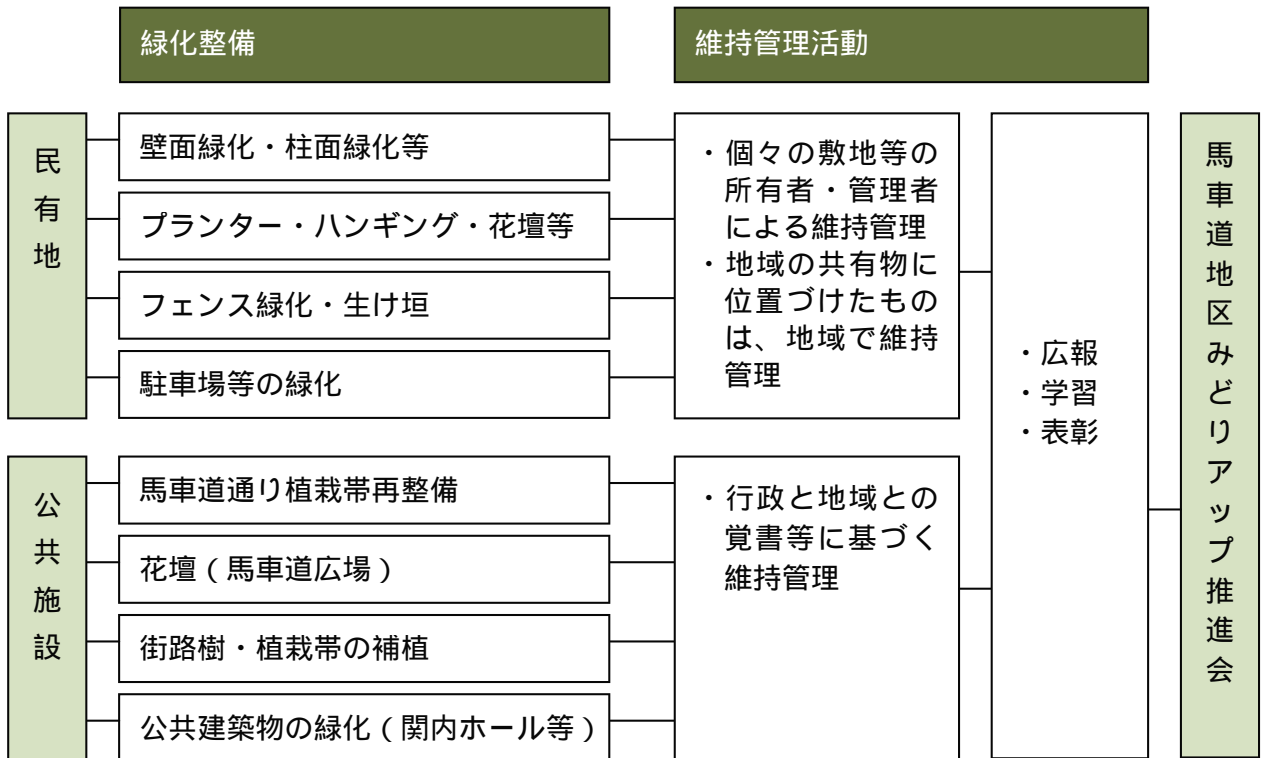 緑化整備
維持管理活動
民有地
壁面緑化・柱面緑化等
プランター・ハンギング・花壇等
フェンス緑化・生け垣
駐車場等の緑化
・個々の敷地等の
所有者・管理者
による維持管理
・地域の共有物に
位置づけたもの
は、地域で維持
管理
公共施設
馬車道通り植栽帯再整備
花壇(馬車道広場)
街路樹・植栽帯の補植
公共建築物の緑化(関内ホール等)
・行政と地域との
覚書等に基づく
維持管理
・広報
・学習
・表彰
馬車道地区みどりアップ推進会